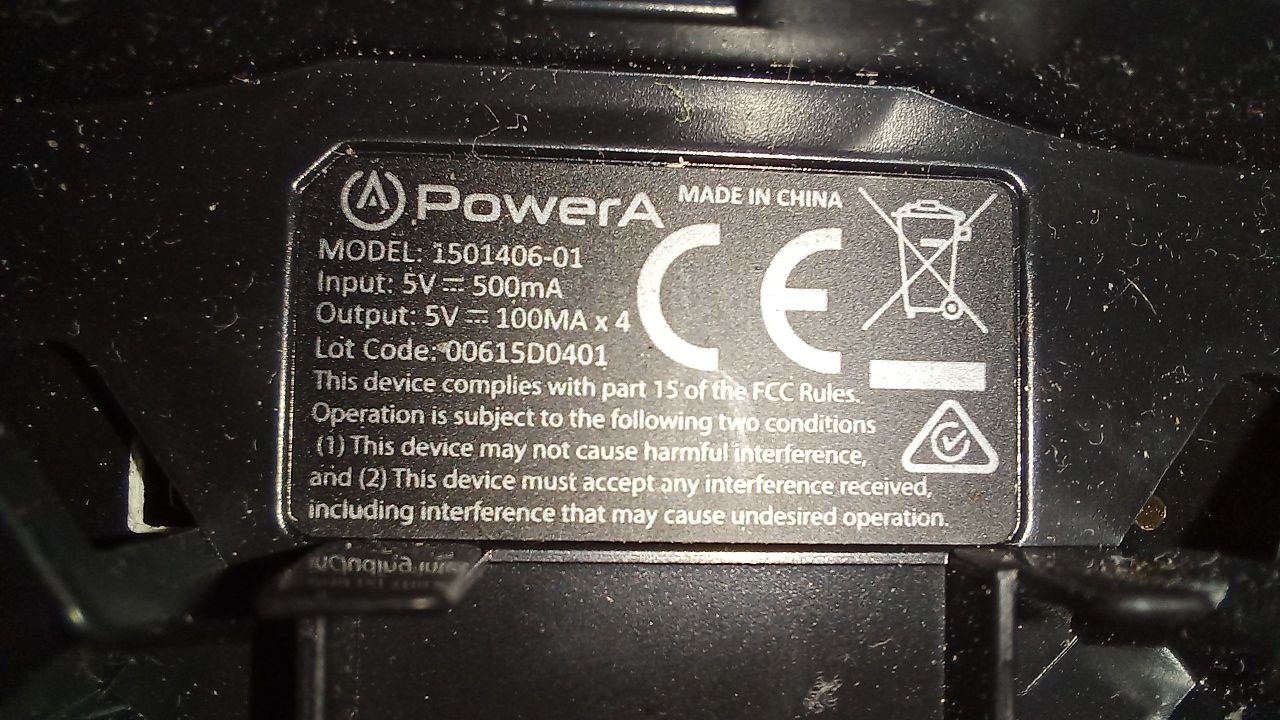 PowerA MADE IN CHINA
MODEL: 1501406-01
Input: 5V ⎓ 500mA
Output: 5V ⎓ 100MA x 4
Lot Code: 00615D0401
This device complies with part 15 of the FCC Rules.
Operation is subject to the following two conditions
(1) This device may not cause harmful interference,
and (2) This device must accept any interference received,
including interference that may cause undesired operation.
CE